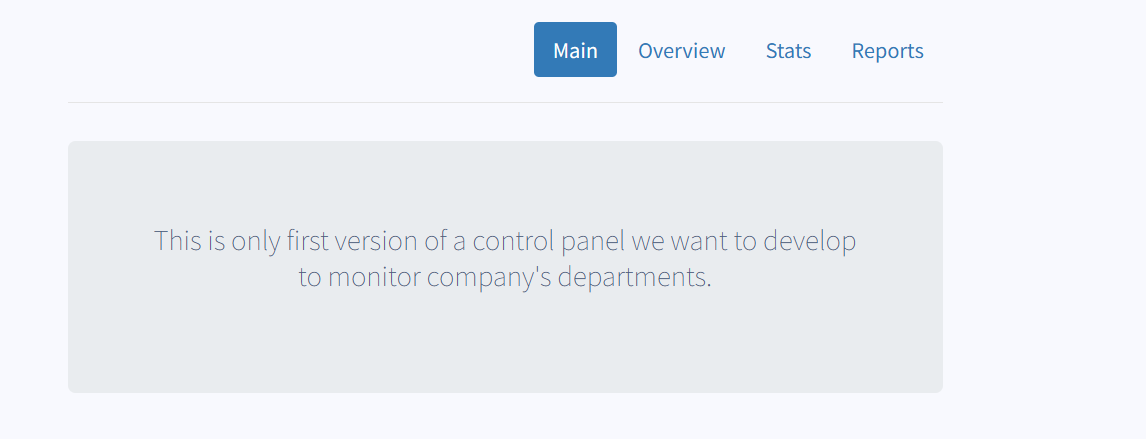 Main Overview Stats Reports
This is only first version of a control panel we want to develop
to monitor company's departments.